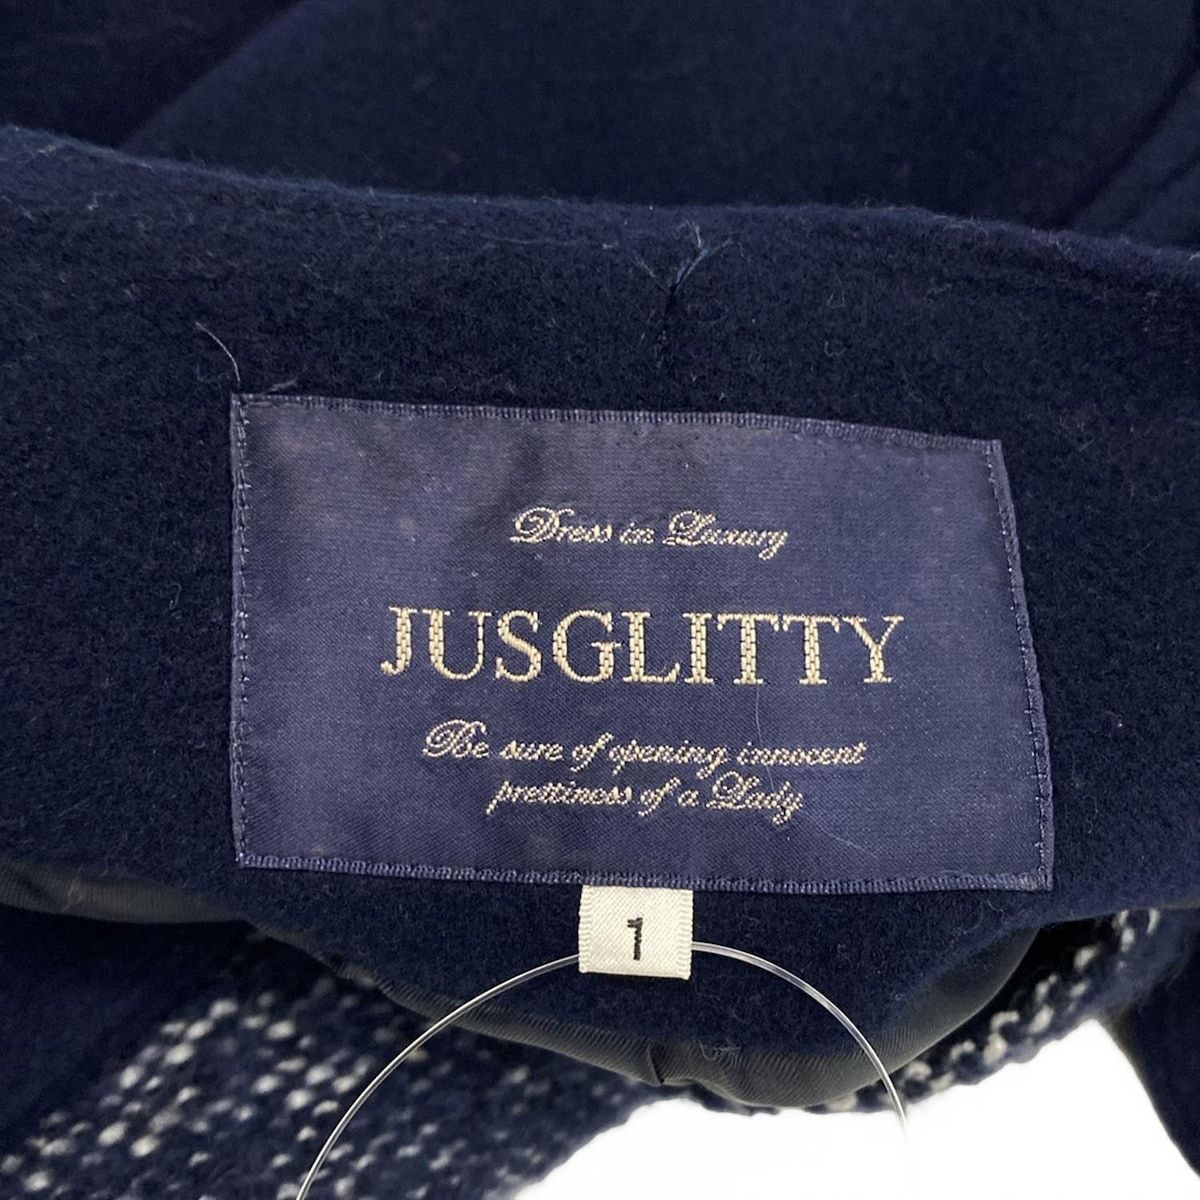 Dress in Luxury
JUSGLITTY
Be sure of opening innocent
prettiness of a Lady
1